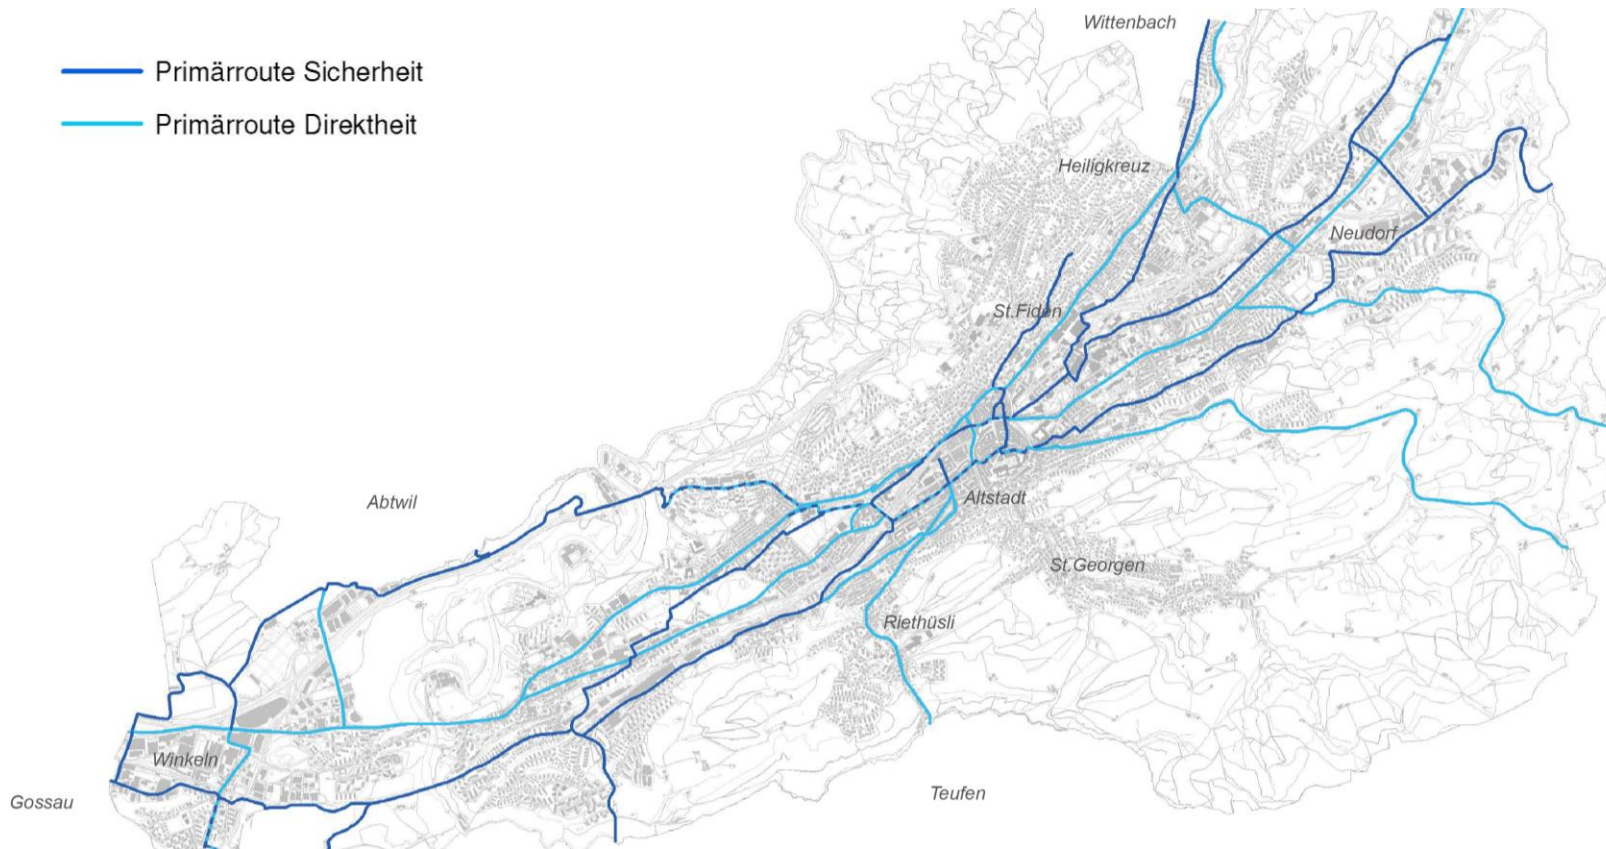 Wittenbach
Primärroute Sicherheit
Primärroute Direktheit
Heiligkreuz
Neudorf
St.Fiden
Abtwil
Altstadt
St.Georgen
Riethüsli
Winkeln
Gossau
Teufen